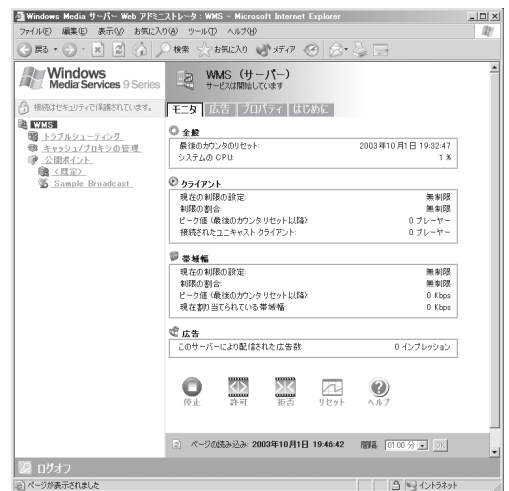 Windows Media サーバー Web アドミニストレータ : WMS - Microsoft Internet Explorer
ファイル(F) 編集(E) 表示(V) お気に入り(A) ツール(T) ヘルプ(H)
戻る 検索 お気に入り メディア
Windows
Media Services 9 Series
WMS (サーバー)
サービスは開始しています
接続はセキュリティで保護されています。
モニタ 広告 プロパティ はじめに
WMS
トラブルシューティング
キャッシュ/プロキシの管理
公開ポイント
<既定>
Sample Broadcast
全般
最後のカウンタのリセット: 2003年10月1日 19:32:47
システムの CPU: 1 %
クライアント
現在の制限の設定: 無制限
制限の割合: 無制限
ピーク値 (最後のカウンタ リセット以降): 0 プレーヤー
接続されたユニキャスト クライアント: 0 プレーヤー
帯域幅
現在の制限の設定: 無制限
制限の割合: 無制限
ピーク値 (最後のカウンタ リセット以降): 0 Kbps
現在割り当てられている帯域幅: 0 Kbps
広告
このサーバーにより配信された広告数: 0 インプレッション
停止 許可 拒否 リセット ヘルプ
ページの読み込み: 2003年10月1日 19:46:42 間隔: 01:00 分 OK
ログオフ
ページが表示されました イントラネット